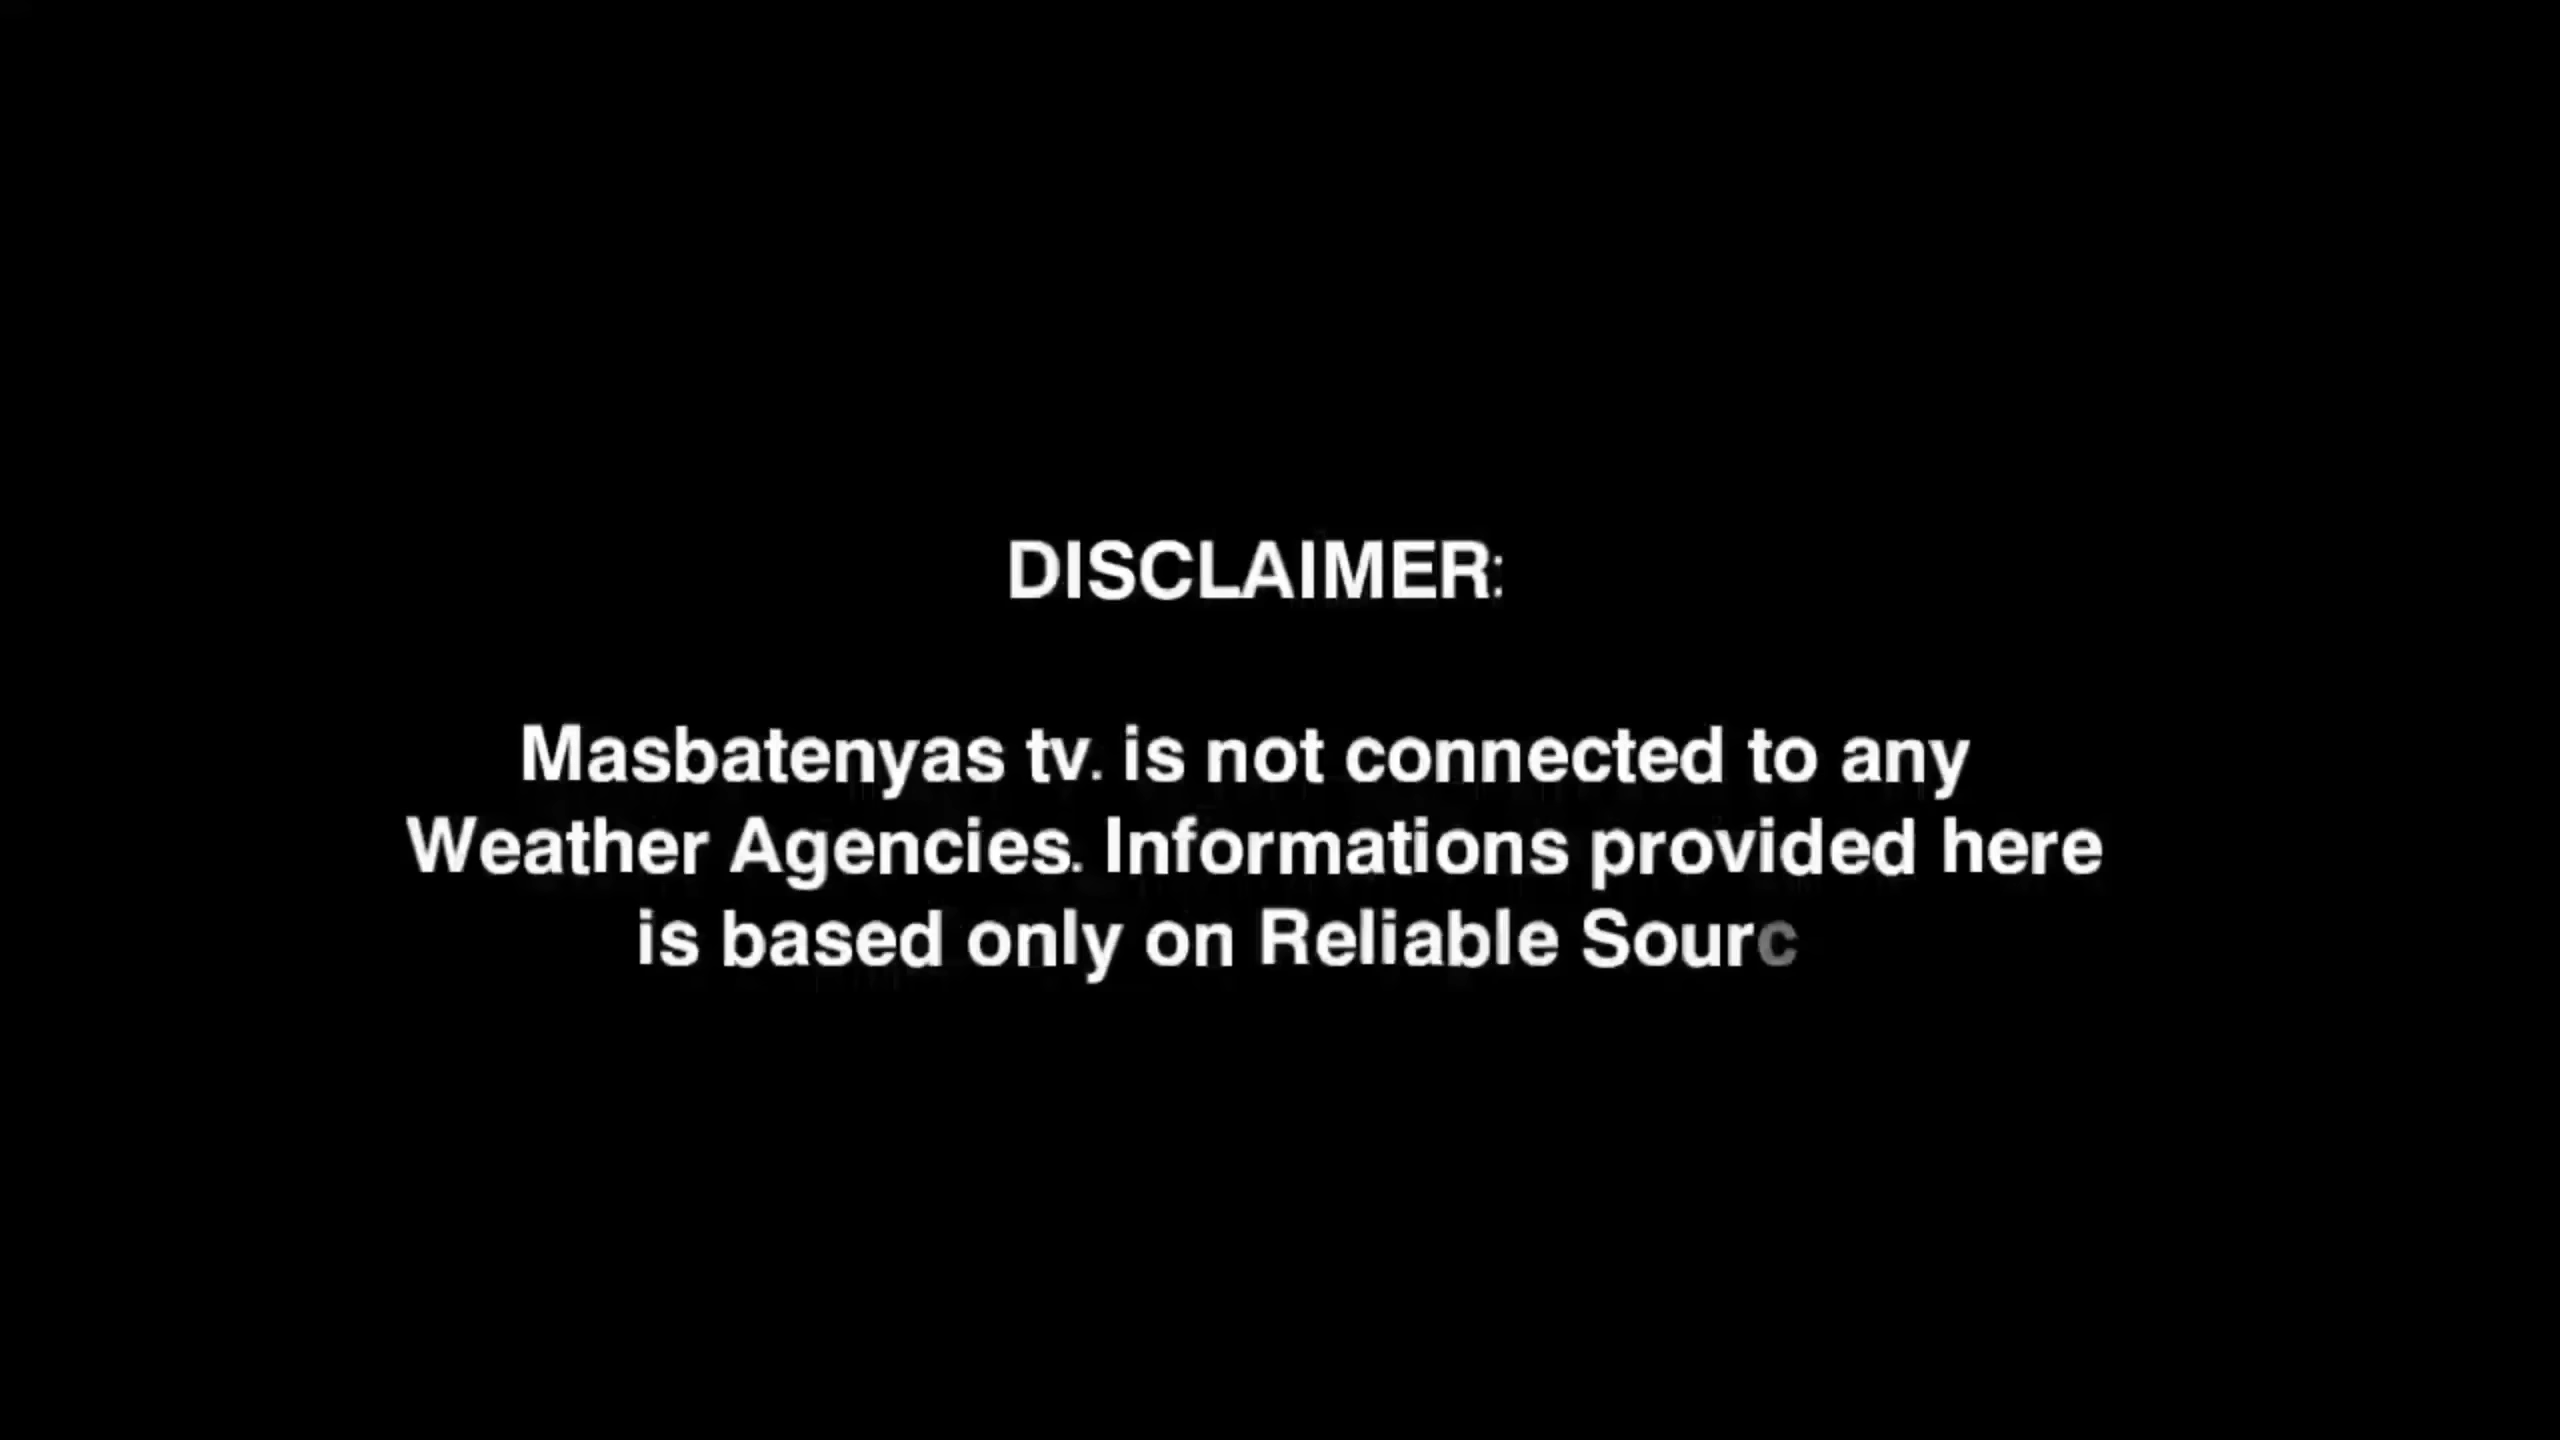 DISCLAIMER:
Masbatenyas tv. is not connected to any
Weather Agencies. Informations provided here
is based only on Reliable Sourc